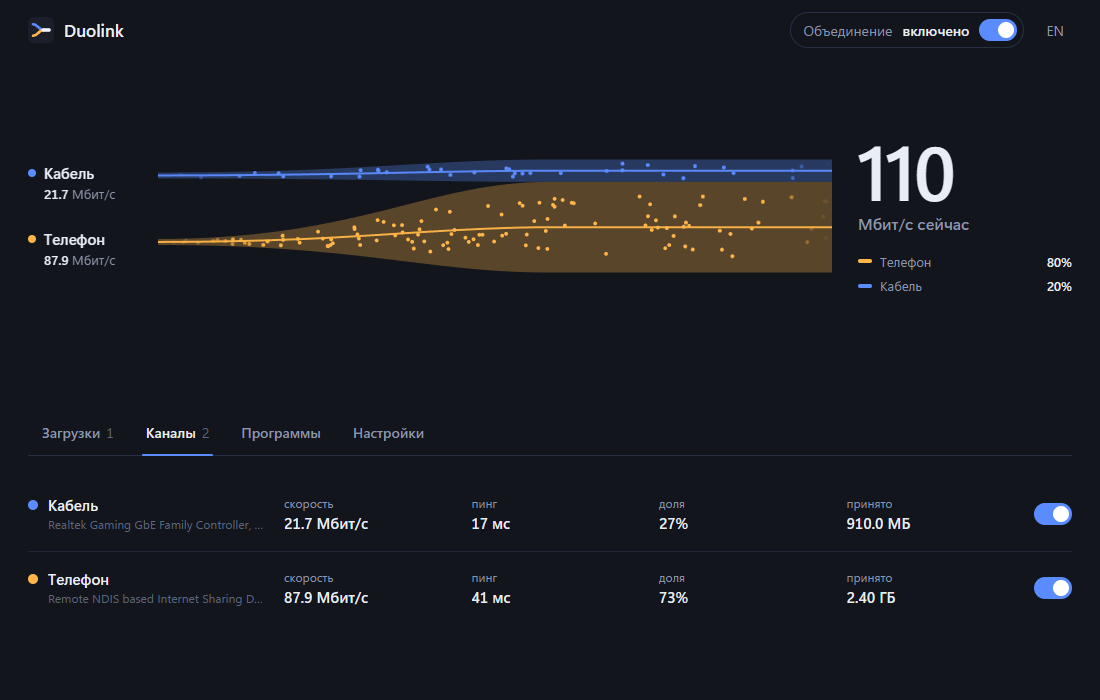 Duolink
Объединение включено
EN
Кабель
21.7 Мбит/с
Телефон
87.9 Мбит/с
110
Мбит/с сейчас
Телефон 80%
Кабель 20%
Загрузки 1 Каналы 2 Программы Настройки
Кабель
Realtek Gaming GbE Family Controller, ...
скорость пинг доля принято
21.7 Мбит/с 17 мс 27% 910.0 МБ
Телефон
Remote NDIS based Internet Sharing D...
скорость пинг доля принято
87.9 Мбит/с 41 мс 73% 2.40 ГБ